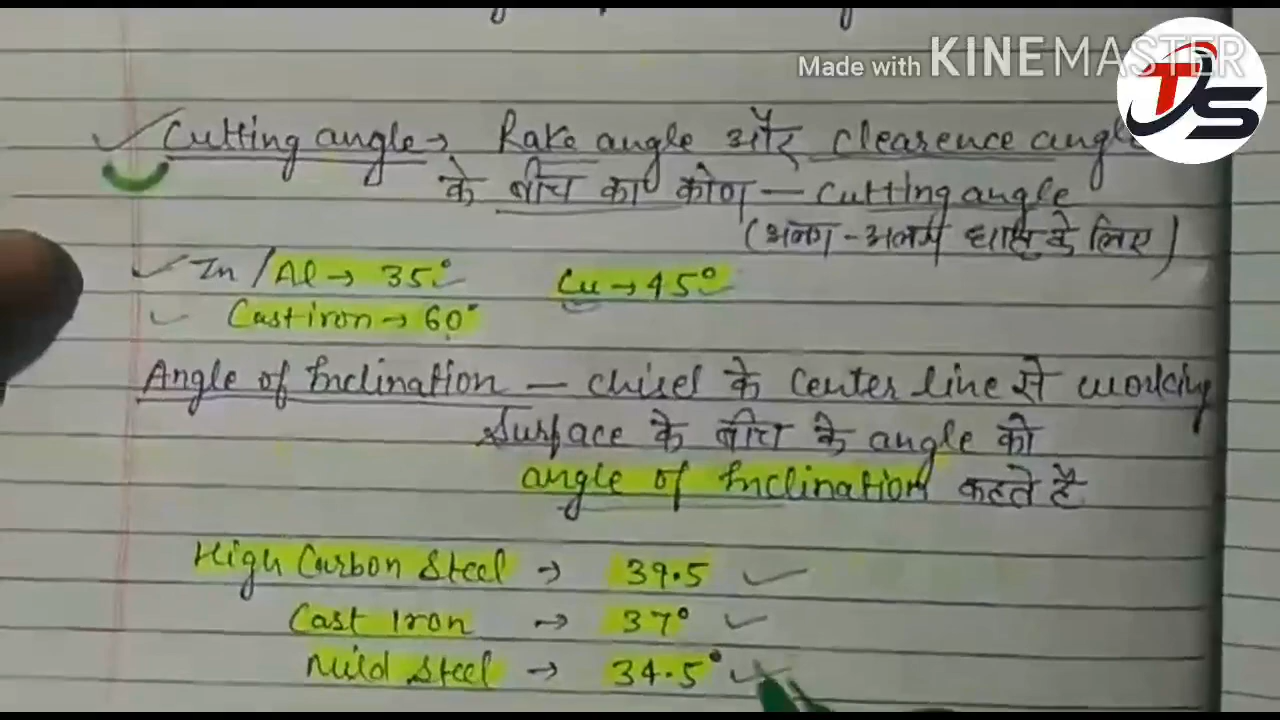 Made with KINEMASTER
TJS
Cutting angle → Rake angle और clearence angle
के बीच का कोण — Cutting angle
(अलग - अलग धातु के लिए)
Zn / Al → 35° Cu → 45°
Cast iron → 60°
Angle of Inclination — chisel के center line से working
Surface के बीच के angle को
angle of Inclination कहते है
High Carbon Steel → 39.5
Cast Iron → 37°
Mild Steel → 34.5°